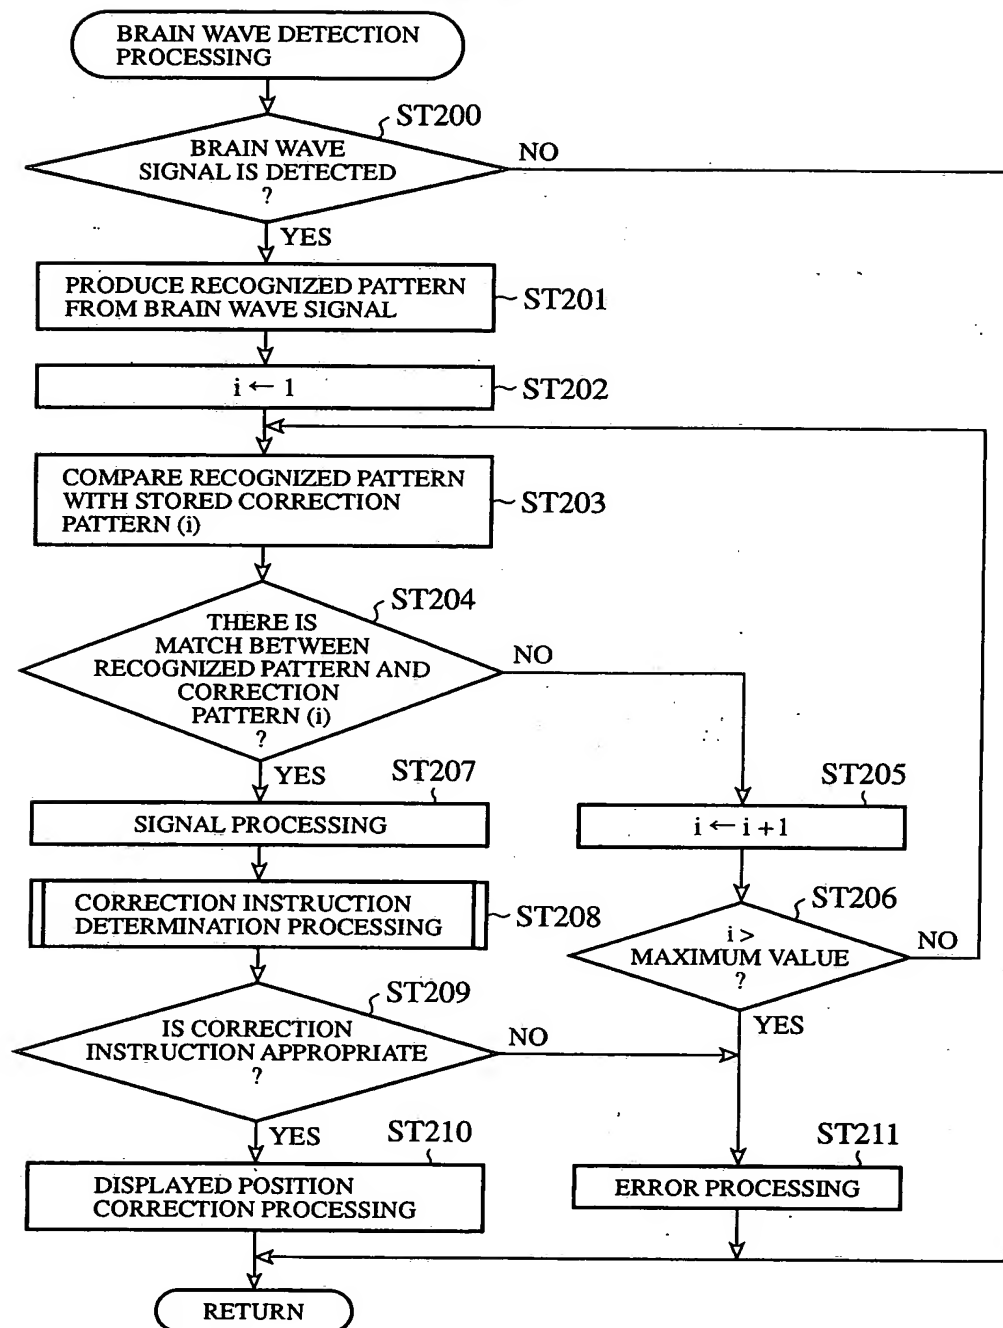 BRAIN WAVE DETECTION
PROCESSING
ST200
BRAIN WAVE
SIGNAL IS DETECTED
?
NO
YES
PRODUCE RECOGNIZED PATTERN
FROM BRAIN WAVE SIGNAL
ST201
i ← 1
ST202
COMPARE RECOGNIZED PATTERN
WITH STORED CORRECTION
PATTERN (i)
ST203
ST204
THERE IS
MATCH BETWEEN
RECOGNIZED PATTERN AND
CORRECTION
PATTERN (i)
?
NO
YES
ST207
SIGNAL PROCESSING
ST205
i ← i + 1
CORRECTION INSTRUCTION
DETERMINATION PROCESSING
ST208
ST206
i >
MAXIMUM VALUE
?
NO
YES
ST209
IS CORRECTION
INSTRUCTION APPROPRIATE
?
NO
YES
ST210
DISPLAYED POSITION
CORRECTION PROCESSING
ST211
ERROR PROCESSING
RETURN